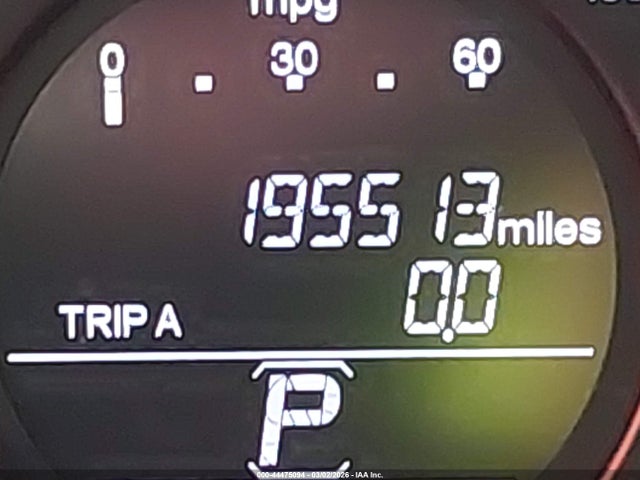 mpg
0 30 60
195513 miles
TRIP A 0.0
P
000-44475094 - 03/02/2026 - IAA Inc.